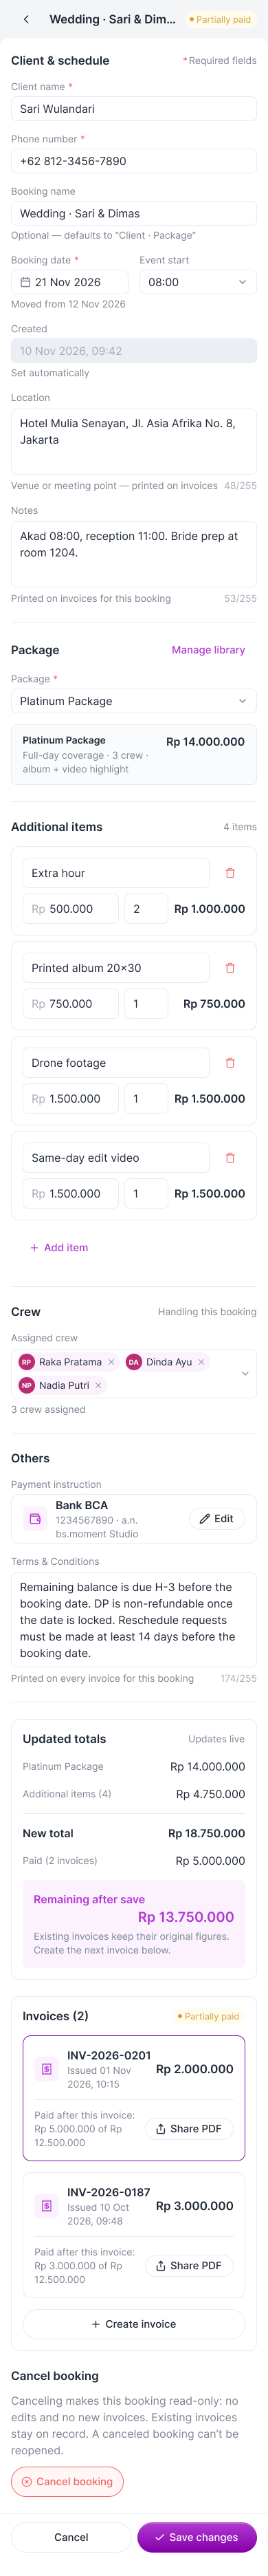 Wedding · Sari & Dim...
Partially paid
Client & schedule
* Required fields
Client name *
Sari Wulandari
Phone number *
+62 812-3456-7890
Booking name
Wedding · Sari & Dimas
Optional — defaults to “Client · Package”
Booking date *
Event start
21 Nov 2026
08:00
Moved from 12 Nov 2026
Created
10 Nov 2026, 09:42
Set automatically
Location
Hotel Mulia Senayan, Jl. Asia Afrika No. 8,
Jakarta
Venue or meeting point — printed on invoices
48/255
Notes
Akad 08:00, reception 11:00. Bride prep at
room 1204.
Printed on invoices for this booking
53/255
Package
Manage library
Package *
Platinum Package
Platinum Package
Rp 14.000.000
Full-day coverage · 3 crew ·
album + video highlight
Additional items
4 items
Extra hour
Rp 500.000
2
Rp 1.000.000
Printed album 20×30
Rp 750.000
1
Rp 750.000
Drone footage
Rp 1.500.000
1
Rp 1.500.000
Same-day edit video
Rp 1.500.000
1
Rp 1.500.000
+ Add item
Crew
Handling this booking
Assigned crew
RP Raka Pratama ×
DA Dinda Ayu ×
NP Nadia Putri ×
3 crew assigned
Others
Payment instruction
Bank BCA
1234567890 · a.n.
bs.moment Studio
Edit
Terms & Conditions
Remaining balance is due H-3 before the
booking date. DP is non-refundable once
the date is locked. Reschedule requests
must be made at least 14 days before the
booking date.
Printed on every invoice for this booking
174/255
Updated totals
Updates live
Platinum Package
Rp 14.000.000
Additional items (4)
Rp 4.750.000
New total
Rp 18.750.000
Paid (2 invoices)
Rp 5.000.000
Remaining after save
Rp 13.750.000
Existing invoices keep their original figures.
Create the next invoice below.
Invoices (2)
Partially paid
INV-2026-0201
Issued 01 Nov
2026, 10:15
Rp 2.000.000
Paid after this invoice:
Rp 5.000.000 of Rp
12.500.000
Share PDF
INV-2026-0187
Issued 10 Oct
2026, 09:48
Rp 3.000.000
Paid after this invoice:
Rp 3.000.000 of Rp
12.500.000
Share PDF
+ Create invoice
Cancel booking
Canceling makes this booking read-only: no
edits and no new invoices. Existing invoices
stay on record. A canceled booking can’t be
reopened.
Cancel booking
Cancel
Save changes